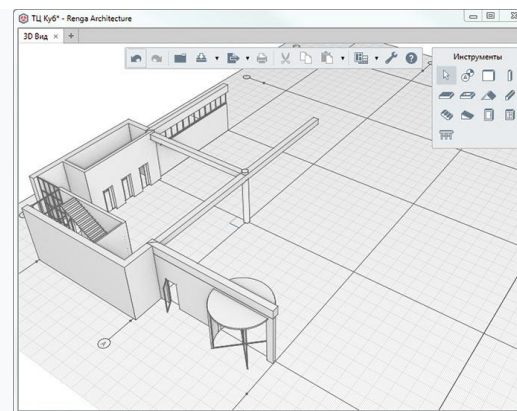 ТЦ Куб* - Renga Architecture
3D Вид × +
Инструменты